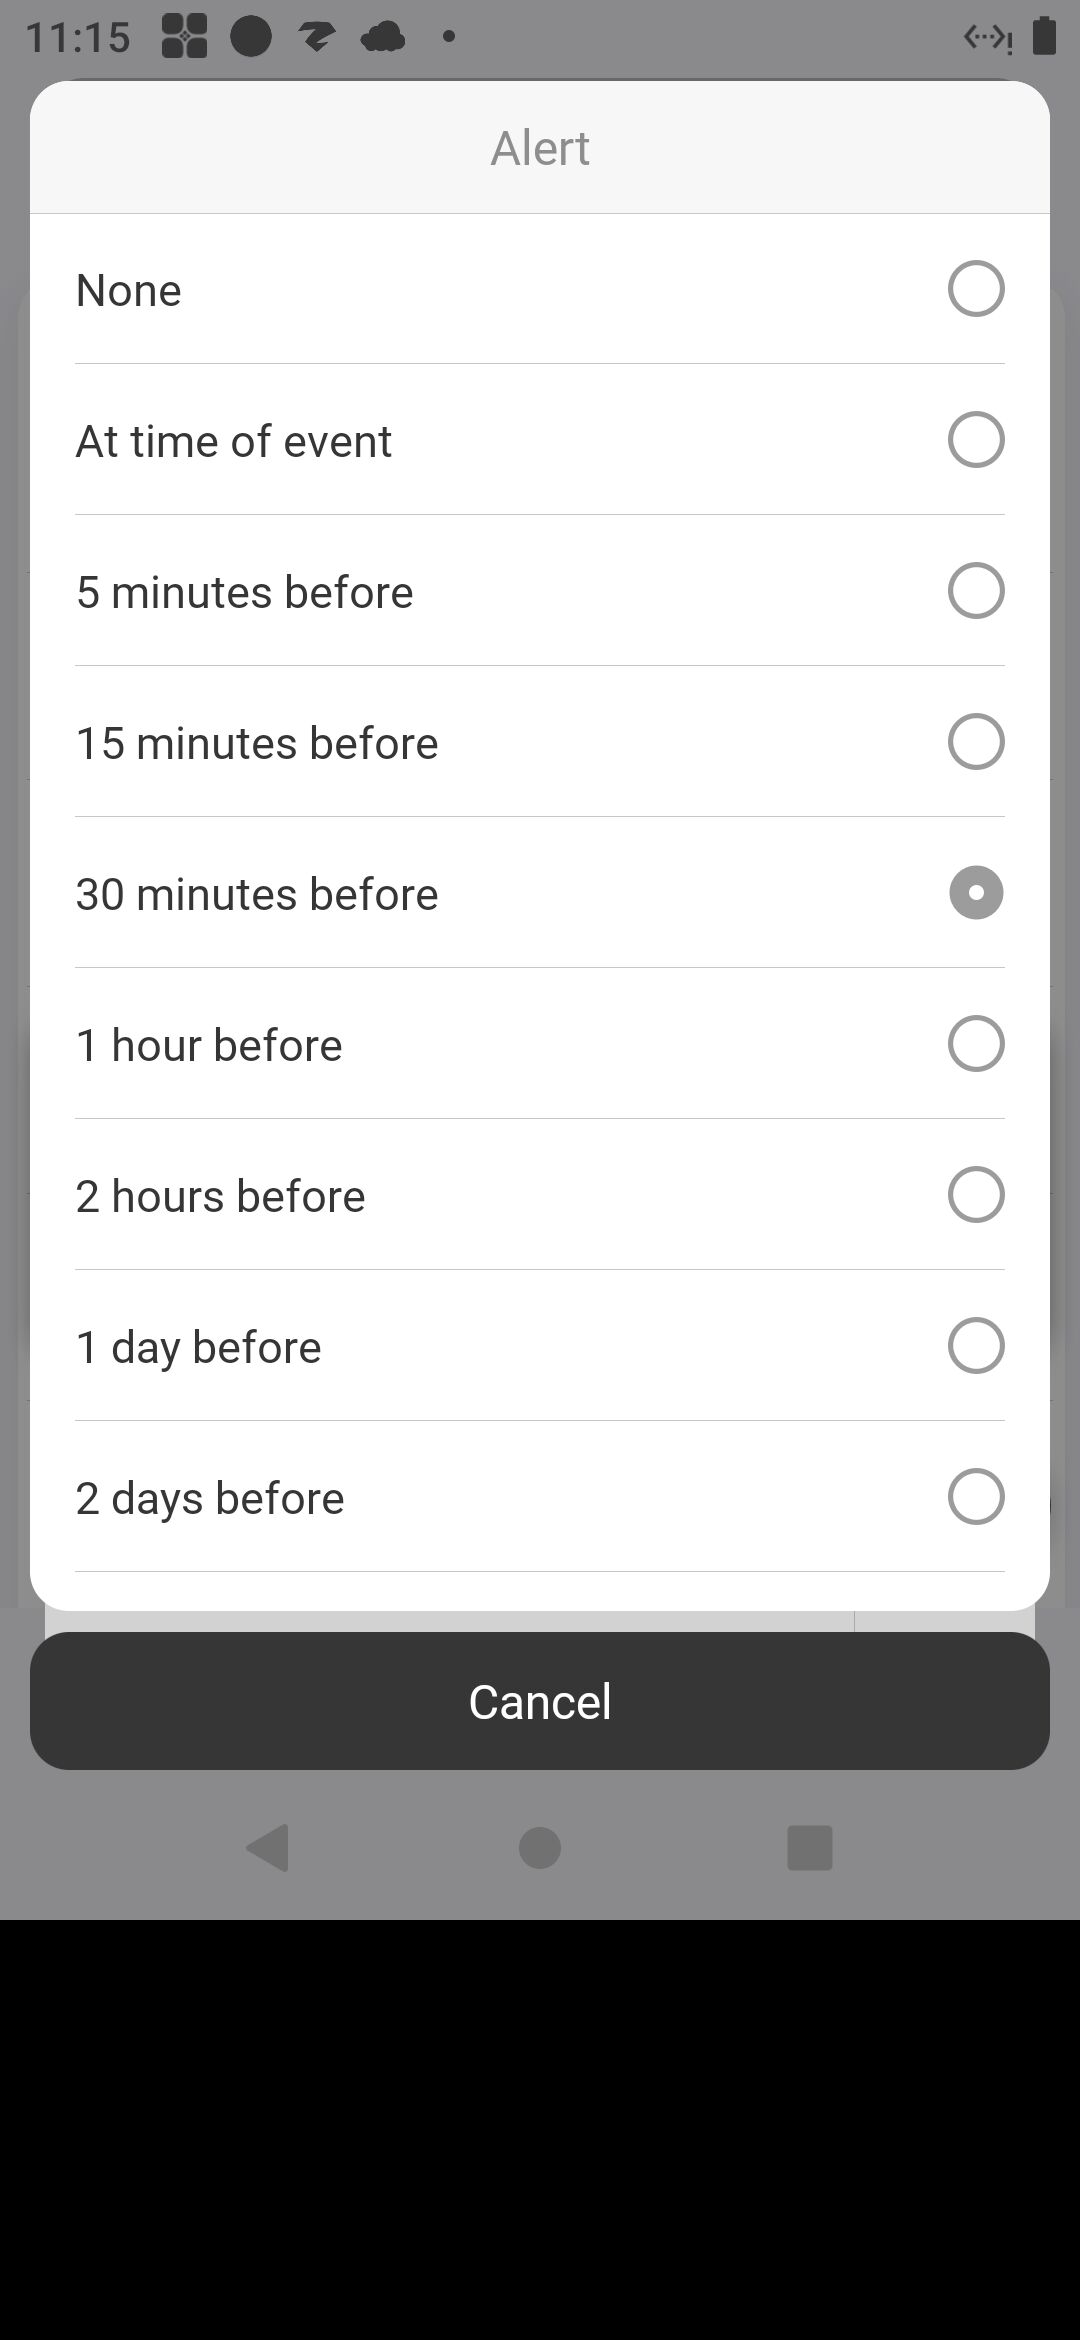 11:15
Alert
None
At time of event
5 minutes before
15 minutes before
30 minutes before
1 hour before
2 hours before
1 day before
2 days before
Cancel